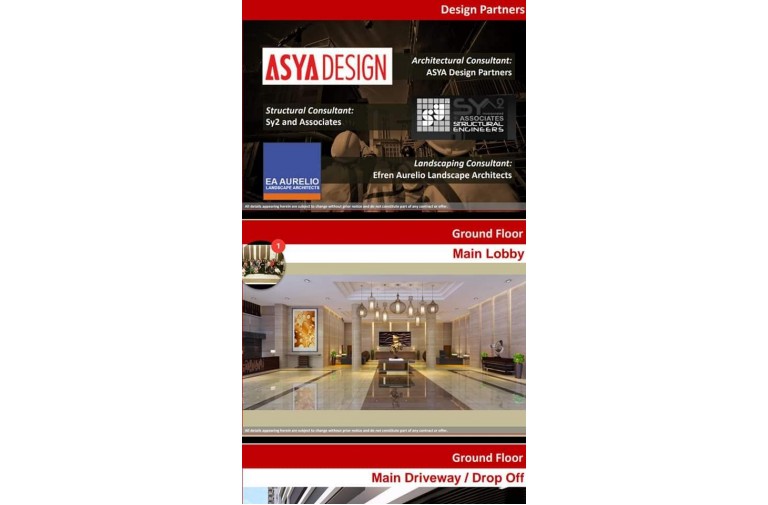 Design Partners
ASYA DESIGN
Architectural Consultant:
ASYA Design Partners
Structural Consultant:
Sy2 and Associates
SY^2
+ ASSOCIATES
STRUCTURAL
ENGINEERS
EA AURELIO
LANDSCAPE ARCHITECTS
Landscaping Consultant:
Efren Aurelio Landscape Architects
All details appearing herein are subject to change without prior notice and do not constitute part of any contract or offer.
Ground Floor
Main Lobby
1
All details appearing herein are subject to change without prior notice and do not constitute part of any contract or offer.
Ground Floor
Main Driveway / Drop Off